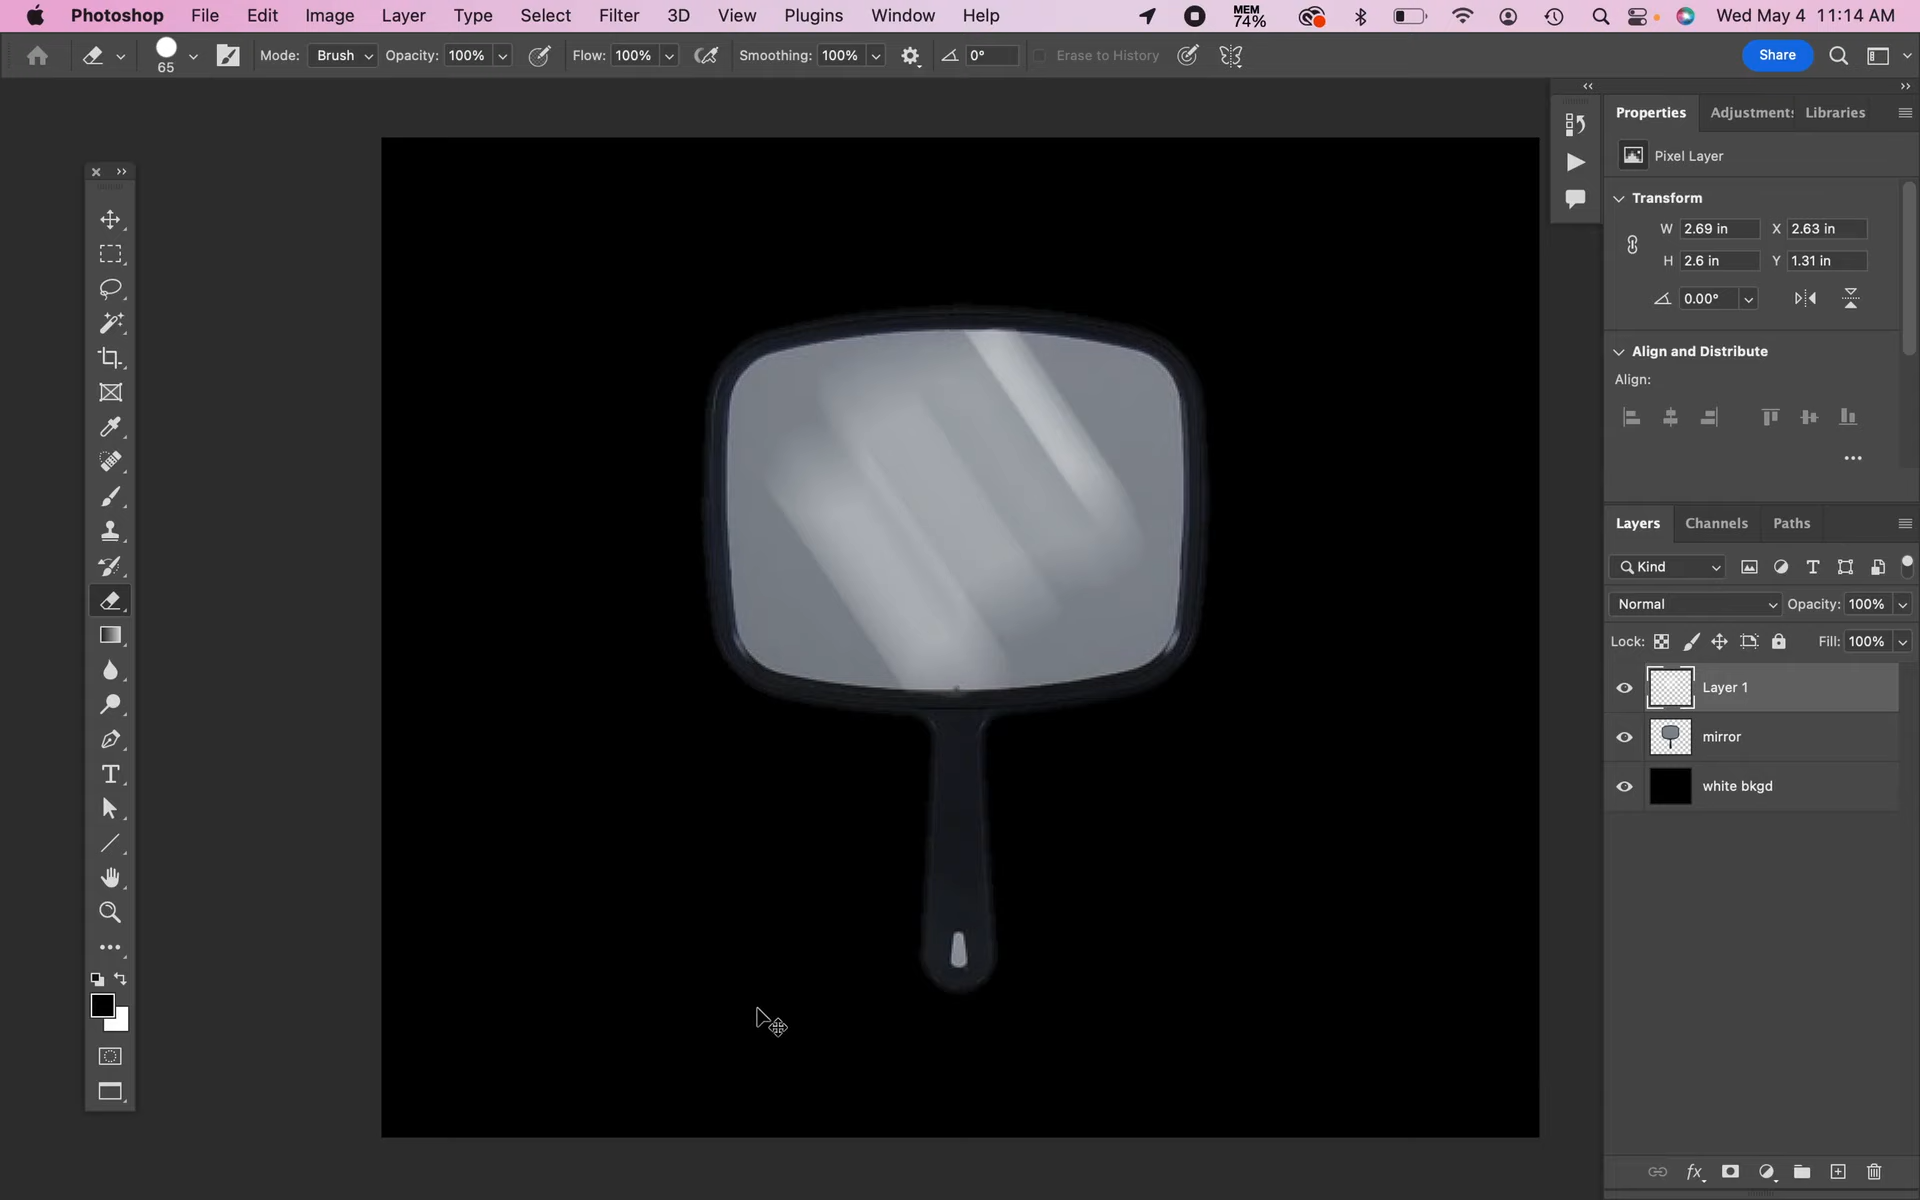 Photoshop File Edit Image Layer Type Select Filter 3D View Plugins Window Help MEM 74% Wed May 4 11:14 AM
65 Mode: Brush Opacity: 100% Flow: 100% Smoothing: 100% 0° Erase to History Share
Properties Adjustments Libraries
Pixel Layer
Transform
W 2.69 in X 2.63 in
H 2.6 in Y 1.31 in
0.00°
Align and Distribute
Align:
Layers Channels Paths
Kind
Normal Opacity: 100%
Lock: Fill: 100%
Layer 1
mirror
white bkgd